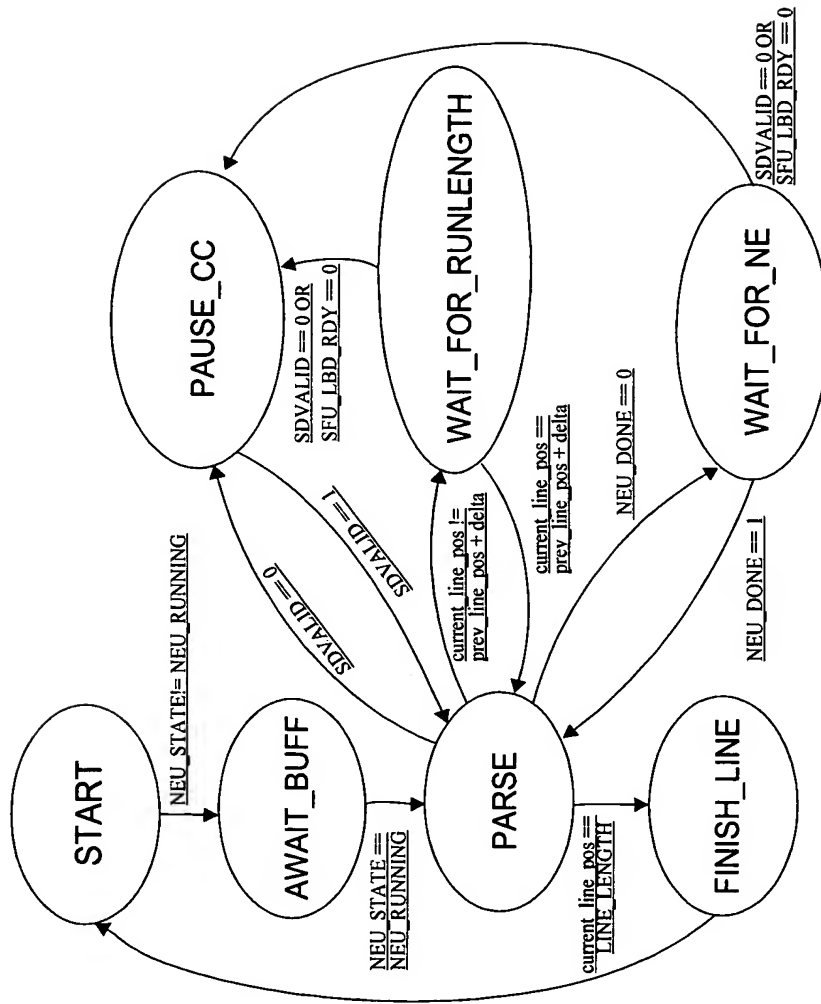 START
NEU_STATE!= NEU_RUNNING
AWAIT_BUFF
NEU_STATE ==
NEU_RUNNING
PARSE
current_line_pos ==
LINE_LENGTH
FINISH_LINE
PAUSE_CC
SDVALID == 0
SDVALID == 1
SDVALID == 0 OR
SFU_LBD_RDY == 0
WAIT_FOR_RUNLENGTH
current_line_pos !=
prev_line_pos + delta
current_line_pos ==
prev_line_pos + delta
NEU_DONE == 0
NEU_DONE == 1
WAIT_FOR_NE
SDVALID == 0 OR
SFU_LBD_RDY == 0